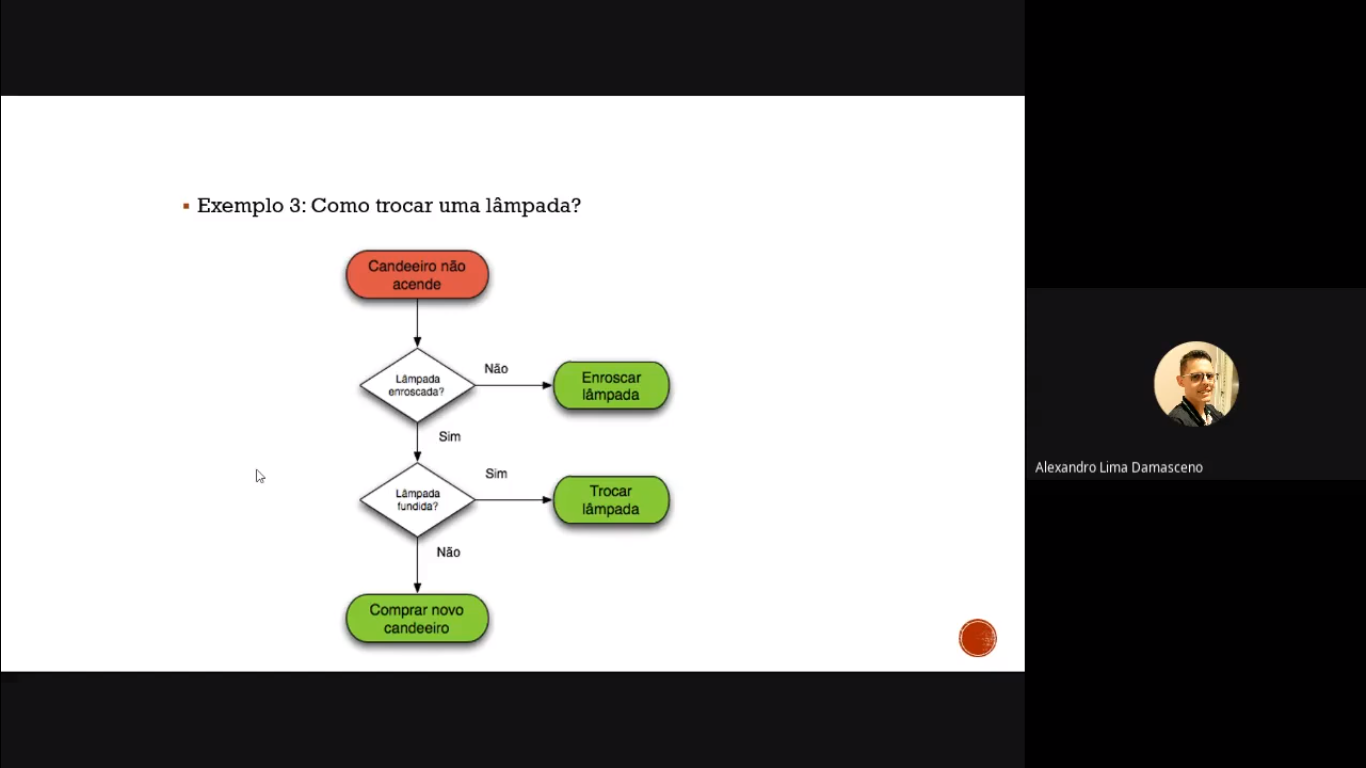 Exemplo 3: Como trocar uma lâmpada?
Candeeiro não
acende
Lâmpada
enroscada?
Não
Enroscar
lâmpada
Sim
Lâmpada
fundida?
Sim
Trocar
lâmpada
Não
Comprar novo
candeeiro
Alexandro Lima Damasceno